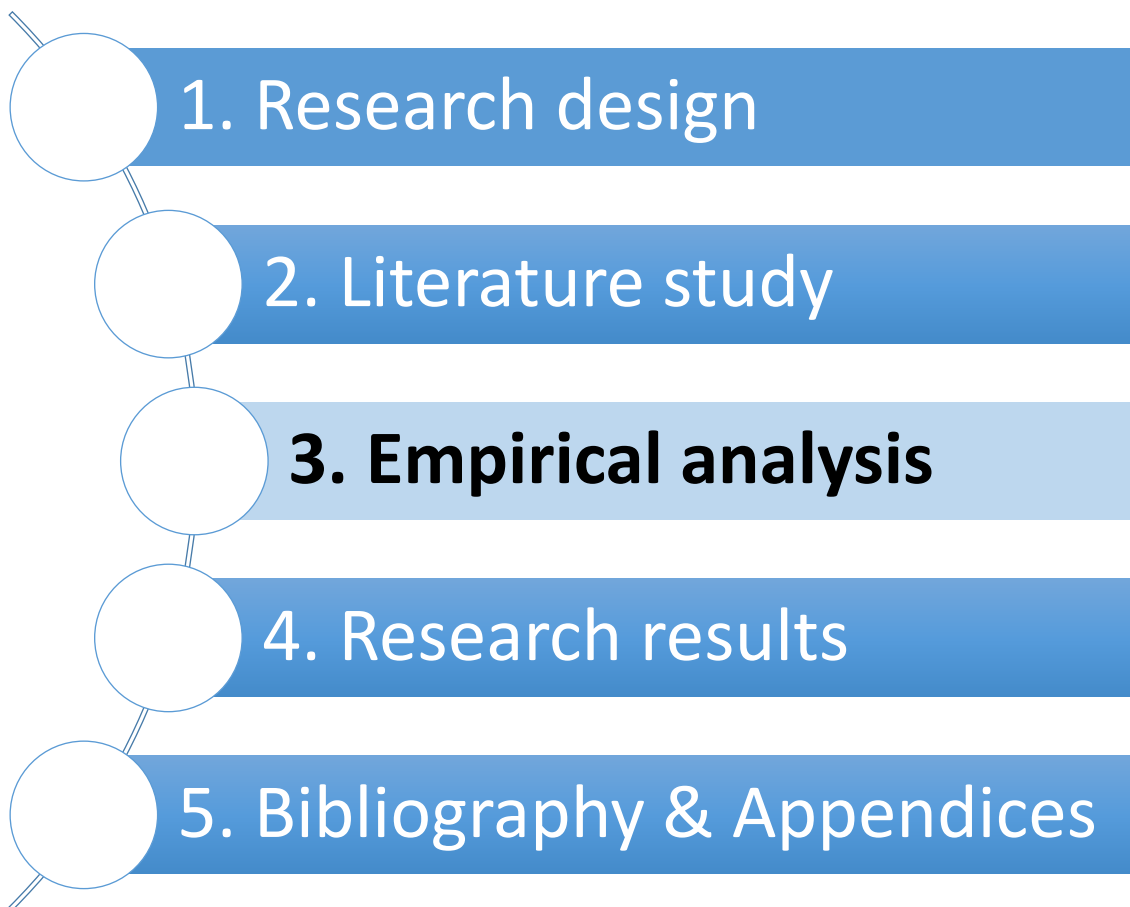 1. Research design
2. Literature study
3. Empirical analysis
4. Research results
5. Bibliography & Appendices